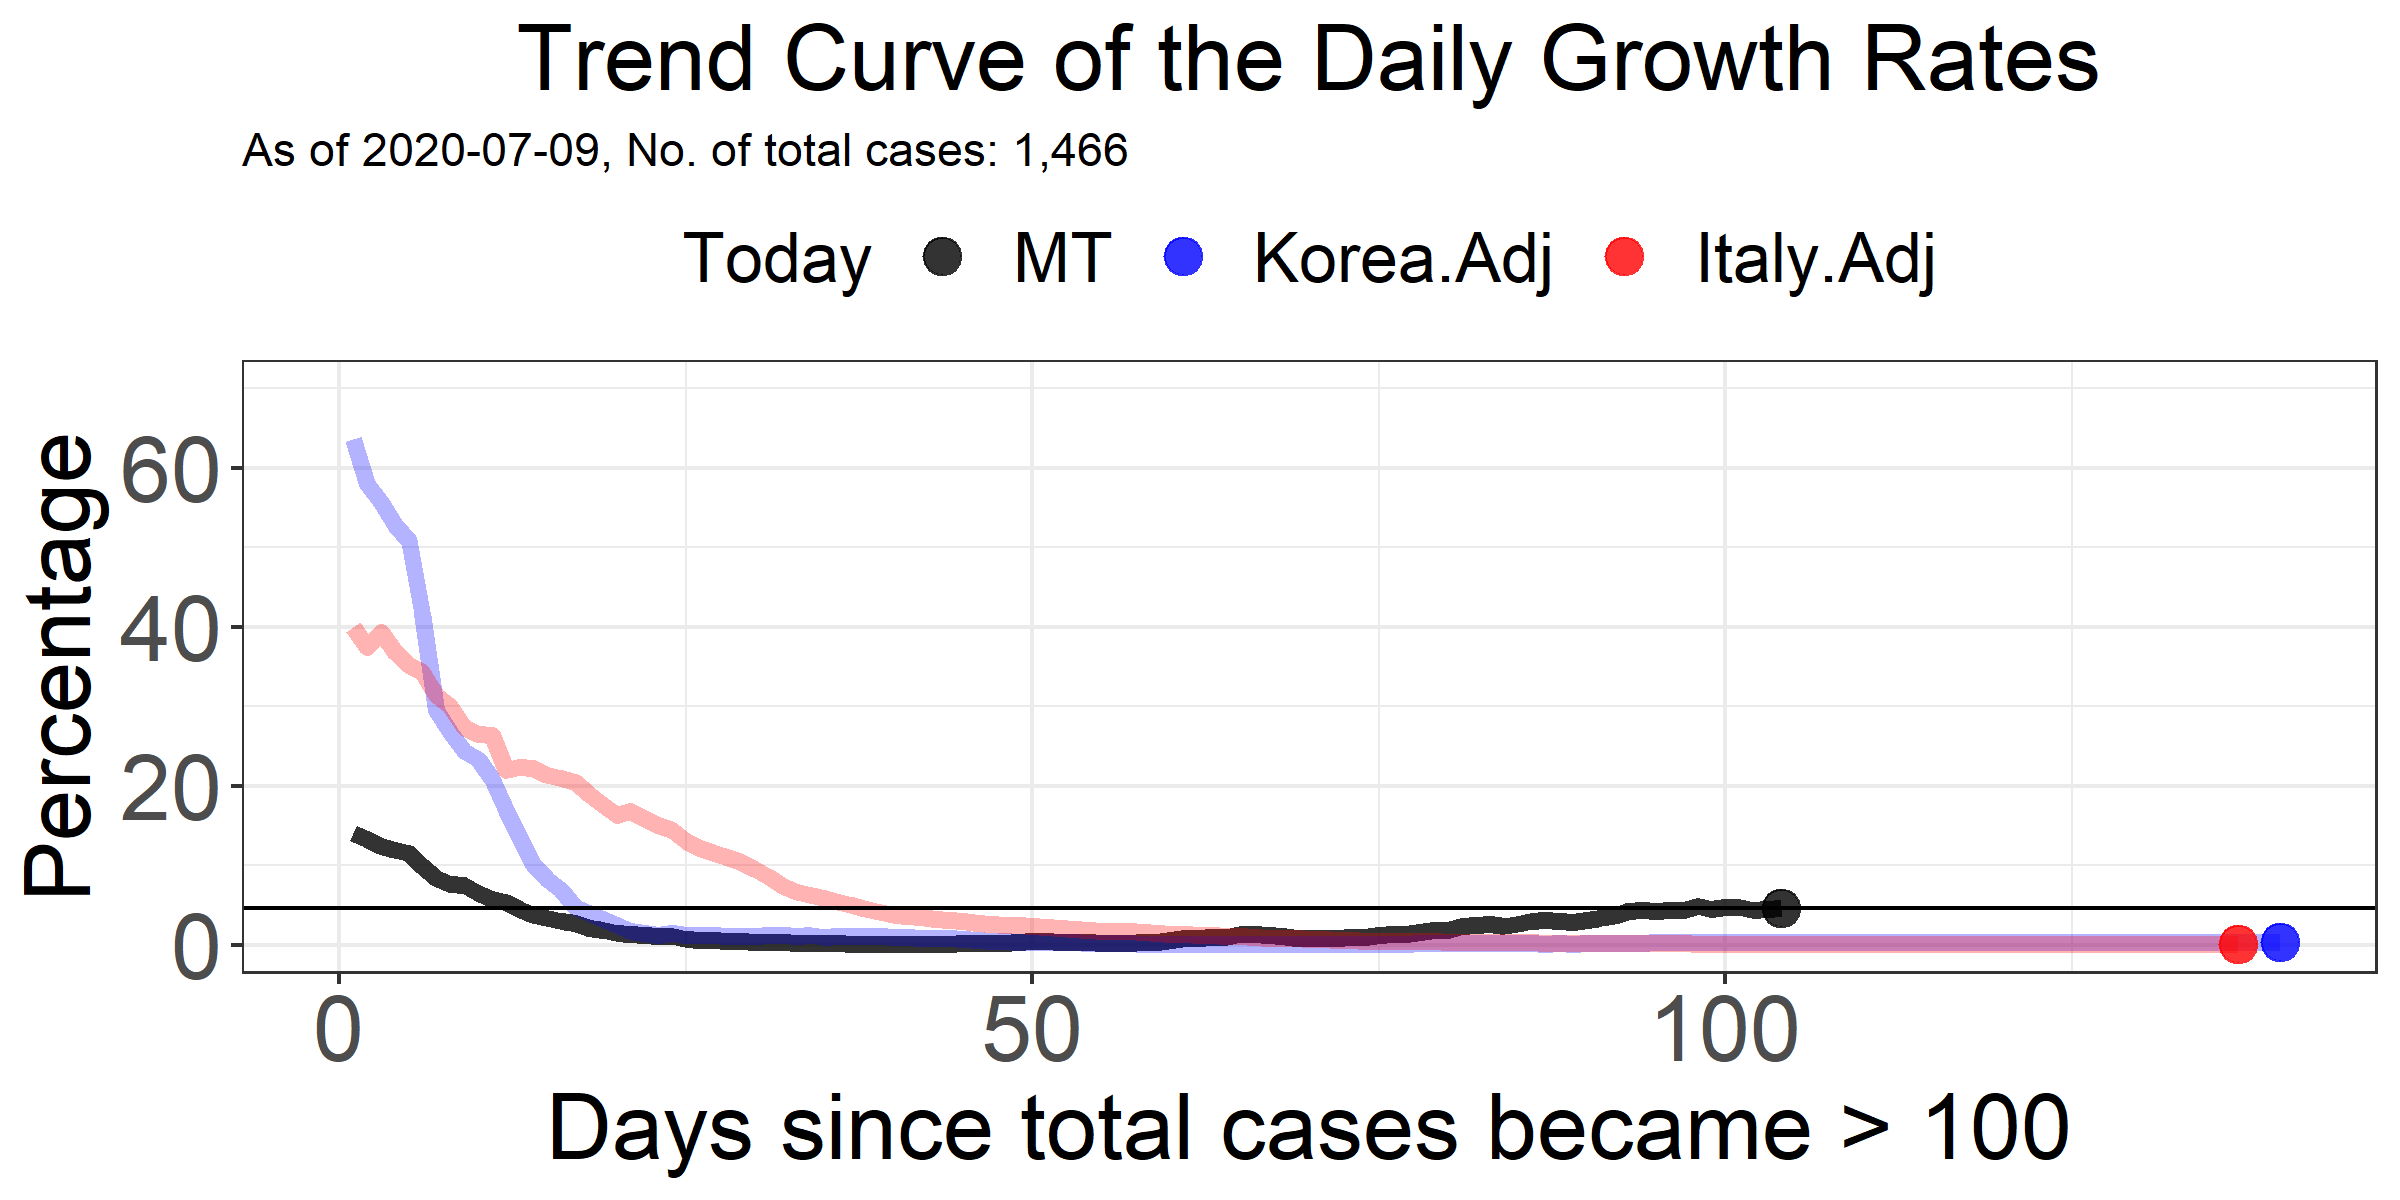 Trend Curve of the Daily Growth Rates
As of 2020-07-09, No. of total cases: 1,466
Today MT Korea.Adj Italy.Adj
Percentage
60
40
20
0
0 50 100
Days since total cases became > 100